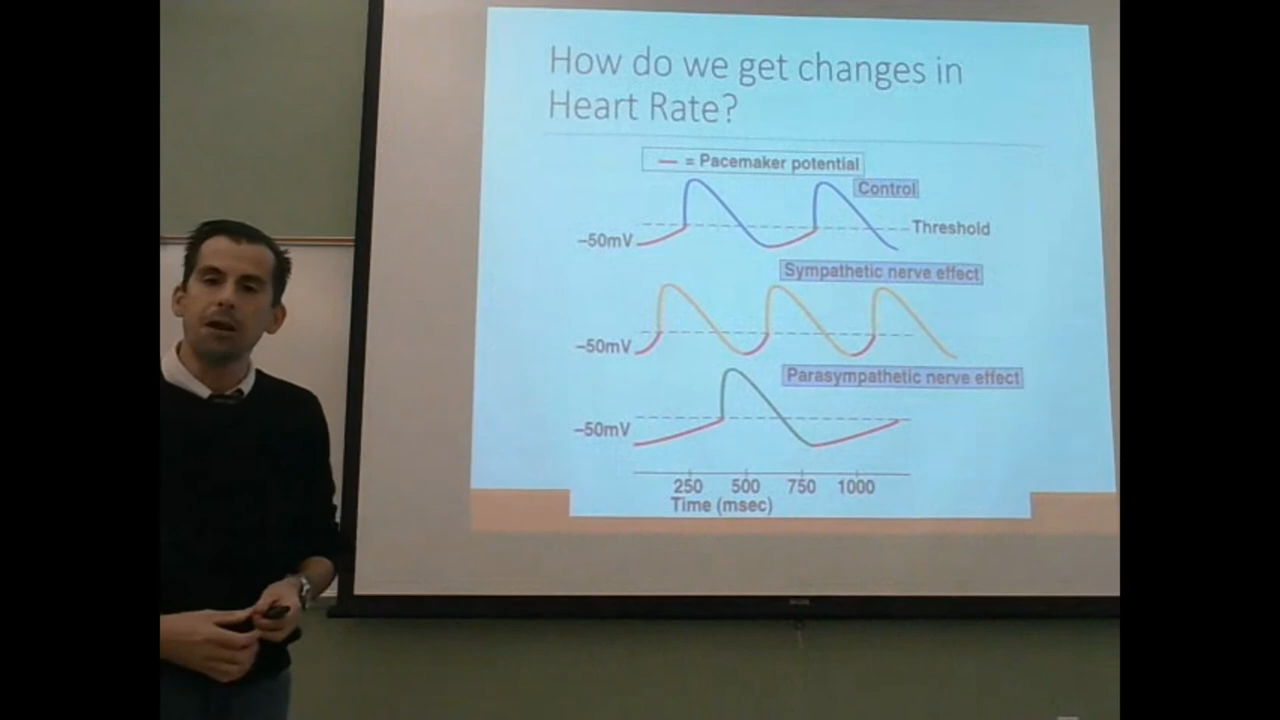 How do we get changes in
Heart Rate?
= Pacemaker potential
Control
Threshold
–50mV
Sympathetic nerve effect
–50mV
Parasympathetic nerve effect
–50mV
250 500 750 1000
Time (msec)